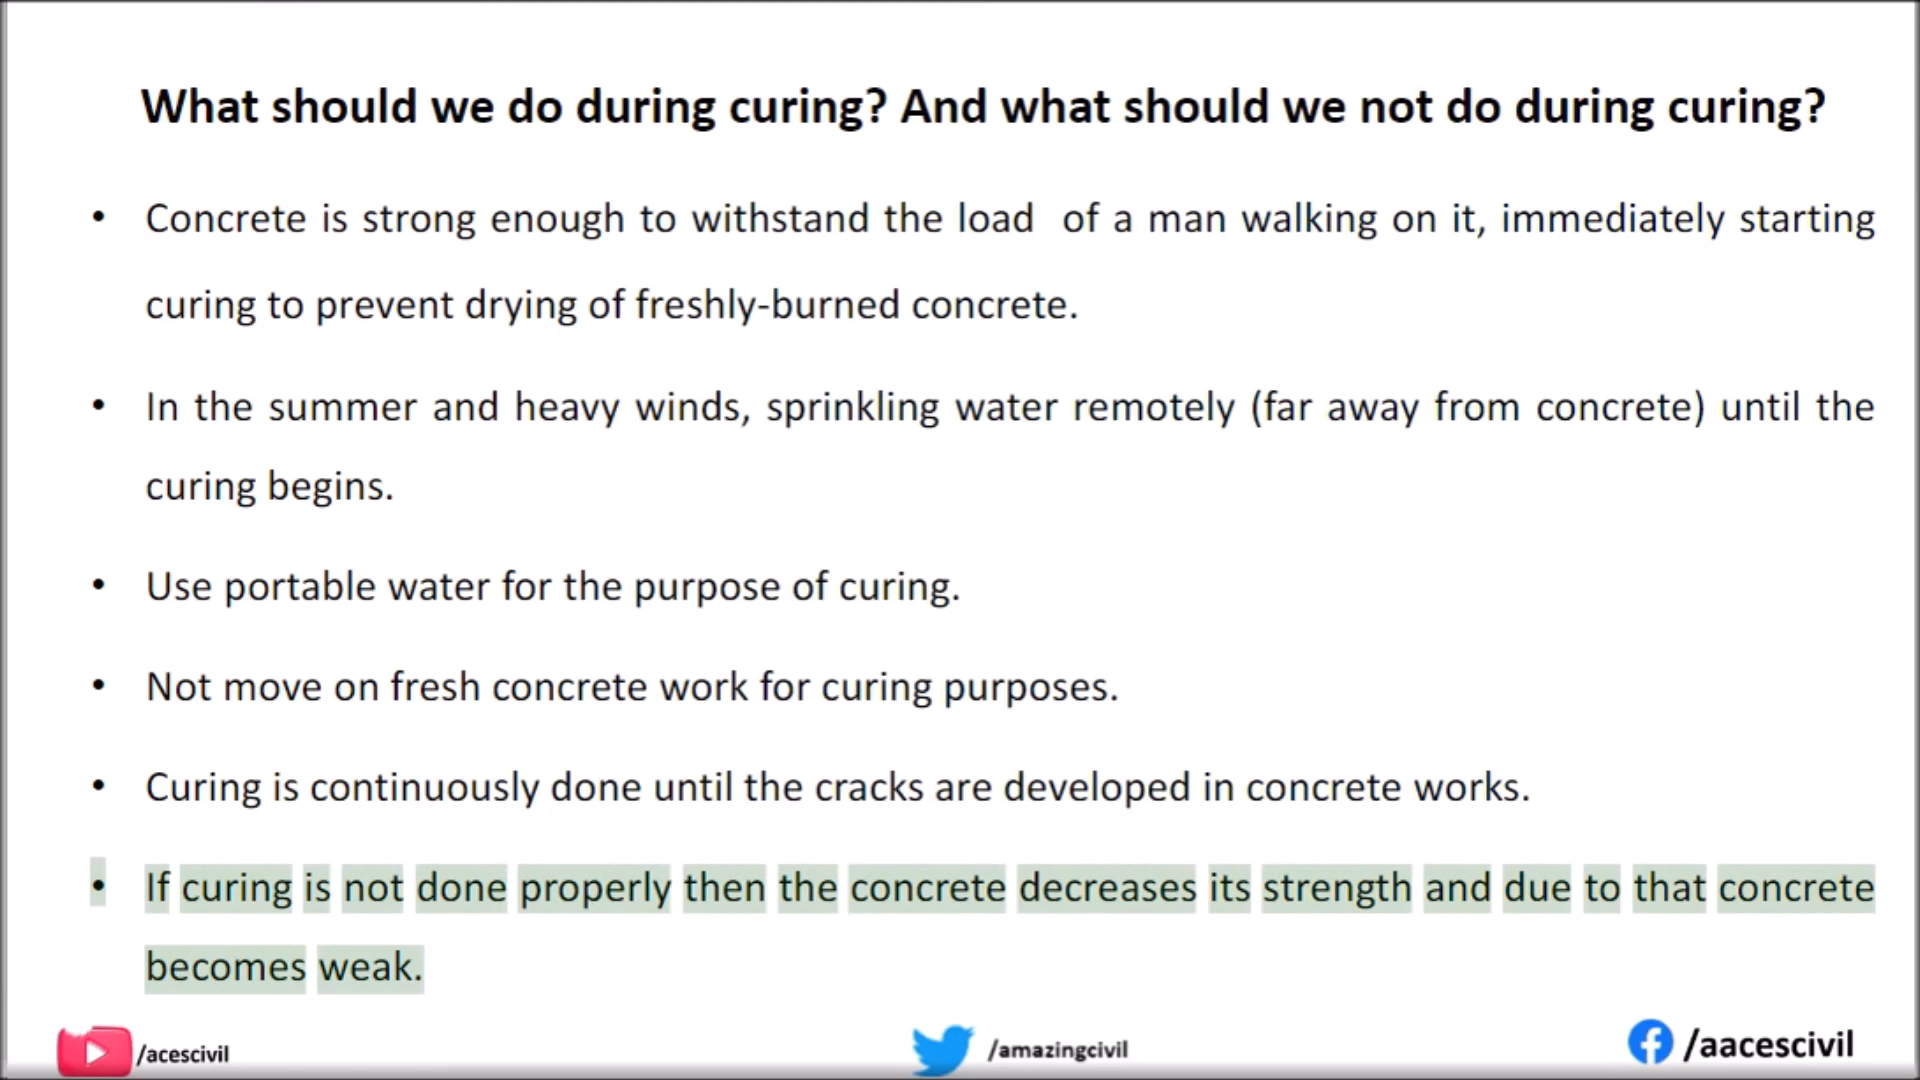 What should we do during curing? And what should we not do during curing?
• Concrete is strong enough to withstand the load of a man walking on it, immediately starting
curing to prevent drying of freshly-burned concrete.
• In the summer and heavy winds, sprinkling water remotely (far away from concrete) until the
curing begins.
• Use portable water for the purpose of curing.
• Not move on fresh concrete work for curing purposes.
• Curing is continuously done until the cracks are developed in concrete works.
• If curing is not done properly then the concrete decreases its strength and due to that concrete
becomes weak.
/acescivil
/amazingcivil
/aacescivil